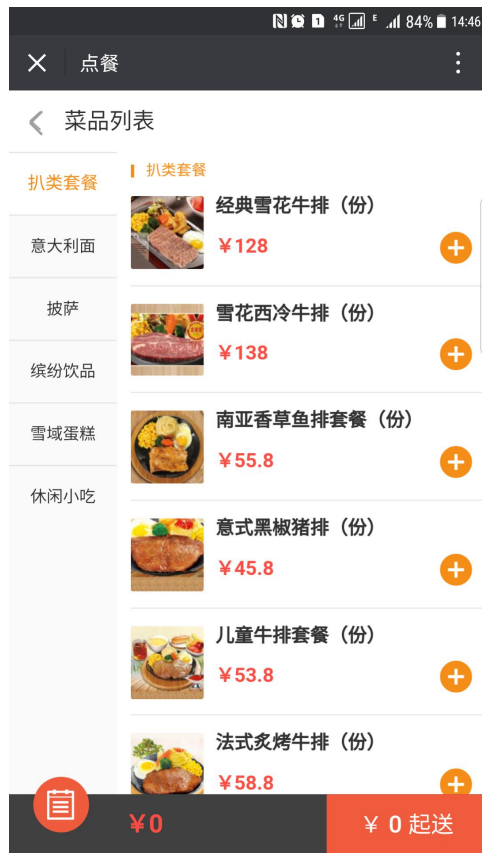 4G E 84% 14:46
点餐
菜品列表
扒类套餐
意大利面
披萨
缤纷饮品
雪域蛋糕
休闲小吃
扒类套餐
经典雪花牛排（份）
￥128
雪花西冷牛排（份）
￥138
南亚香草鱼排套餐（份）
￥55.8
意式黑椒猪排（份）
￥45.8
儿童牛排套餐（份）
￥53.8
法式炙烤牛排（份）
￥58.8
￥0
￥ 0 起送